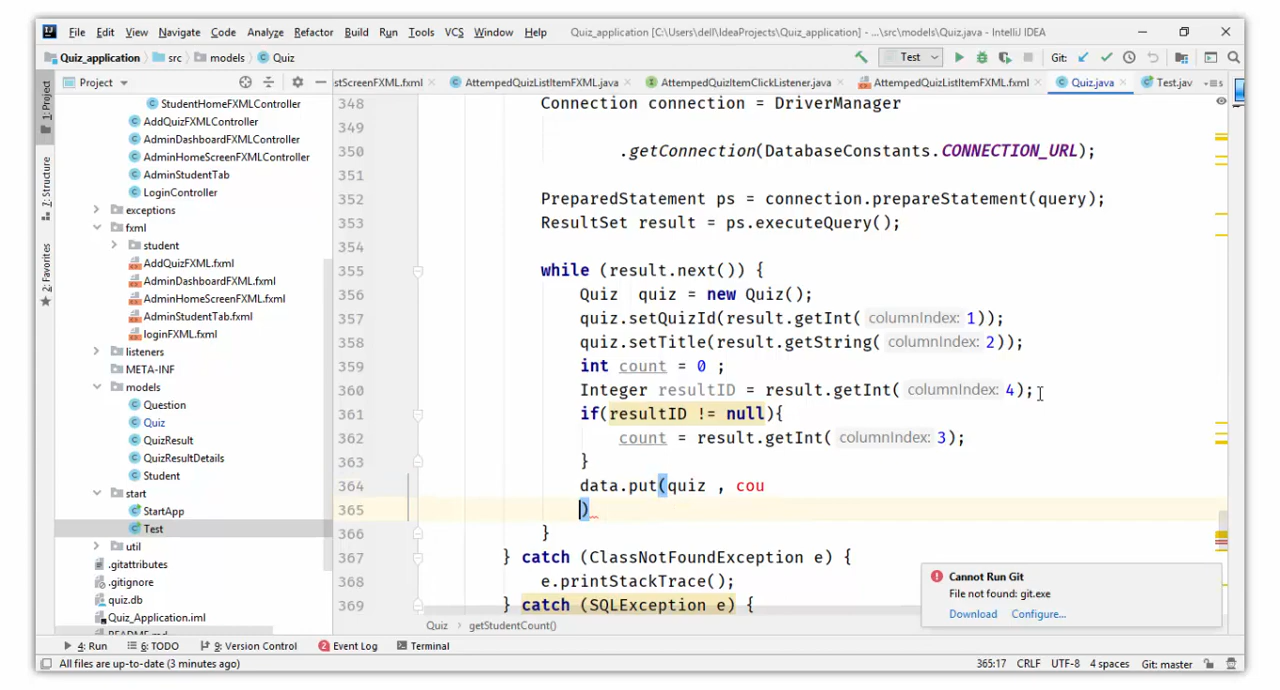 File Edit View Navigate Code Analyze Refactor Build Run Tools VCS Window Help Quiz_application [C:\Users\dell\IdeaProjects\Quiz_application] - ...\src\models\Quiz.java - IntelliJ IDEA
Quiz_application src models Quiz Test Git:
Project stScreenFXML.fxml AttempedQuizListItemFXML.java AttempedQuizItemClickListener.java AttempedQuizListItemFXML.fxml Quiz.java Test.jav
1: Project
7: Structure
2: Favorites
StudentHomeFXMLController
AddQuizFXMLController
AdminDashboardFXMLController
AdminHomeScreenFXMLController
AdminStudentTab
LoginController
exceptions
fxml
student
AddQuizFXML.fxml
AdminDashboardFXML.fxml
AdminHomeScreenFXML.fxml
AdminStudentTab.fxml
loginFXML.fxml
listeners
META-INF
models
Question
Quiz
QuizResult
QuizResultDetails
Student
start
StartApp
Test
util
.gitattributes
.gitignore
quiz.db
Quiz_Application.iml
348 Connection connection = DriverManager
349
350 .getConnection(DatabaseConstants.CONNECTION_URL);
351
352 PreparedStatement ps = connection.prepareStatement(query);
353 ResultSet result = ps.executeQuery();
354
355 while (result.next()) {
356 Quiz quiz = new Quiz();
357 quiz.setQuizId(result.getInt( columnIndex: 1));
358 quiz.setTitle(result.getString( columnIndex: 2));
359 int count = 0 ;
360 Integer resultID = result.getInt( columnIndex: 4);
361 if(resultID != null){
362 count = result.getInt( columnIndex: 3);
363 }
364 data.put(quiz , cou
365 )
366 }
367 } catch (ClassNotFoundException e) {
368 e.printStackTrace();
369 } catch (SQLException e) {
Quiz getStudentCount()
Cannot Run Git
File not found: git.exe
Download Configure...
4: Run 6: TODO 9: Version Control 2 Event Log Terminal
All files are up-to-date (3 minutes ago) 365:17 CRLF UTF-8 4 spaces Git: master